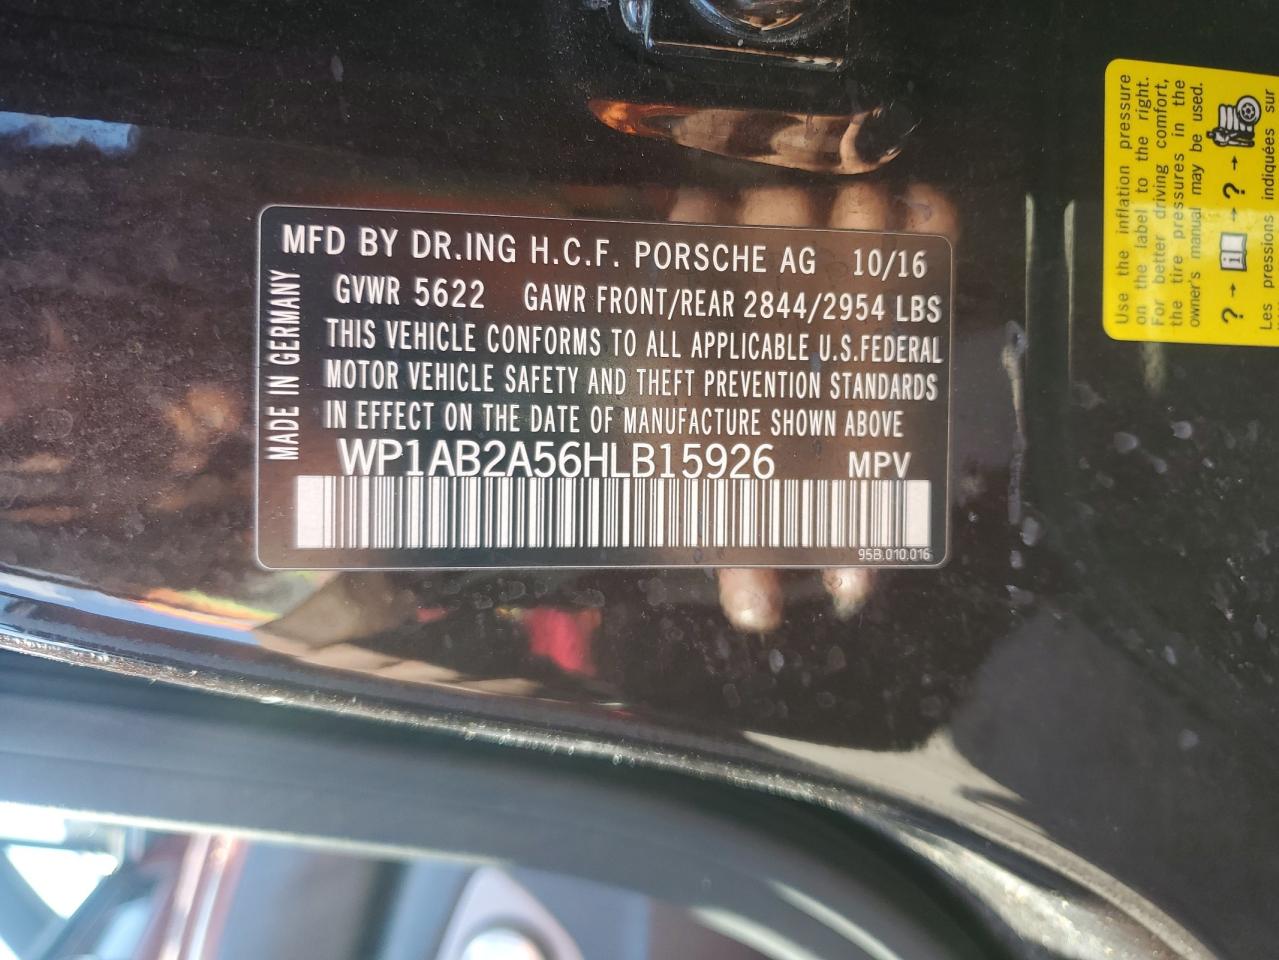 MFD BY DR.ING H.C.F. PORSCHE AG 10/16
GVWR 5622 GAWR FRONT/REAR 2844/2954 LBS
THIS VEHICLE CONFORMS TO ALL APPLICABLE U.S.FEDERAL
MOTOR VEHICLE SAFETY AND THEFT PREVENTION STANDARDS
IN EFFECT ON THE DATE OF MANUFACTURE SHOWN ABOVE
WP1AB2A56HLB15926 MPV
95B.010.016
MADE IN GERMANY
Use the inflation pressure
on the label to the right.
For better driving comfort,
the tire pressures in the
owner's manual may be used.
? → i → ? →
Les pressions indiquées sur